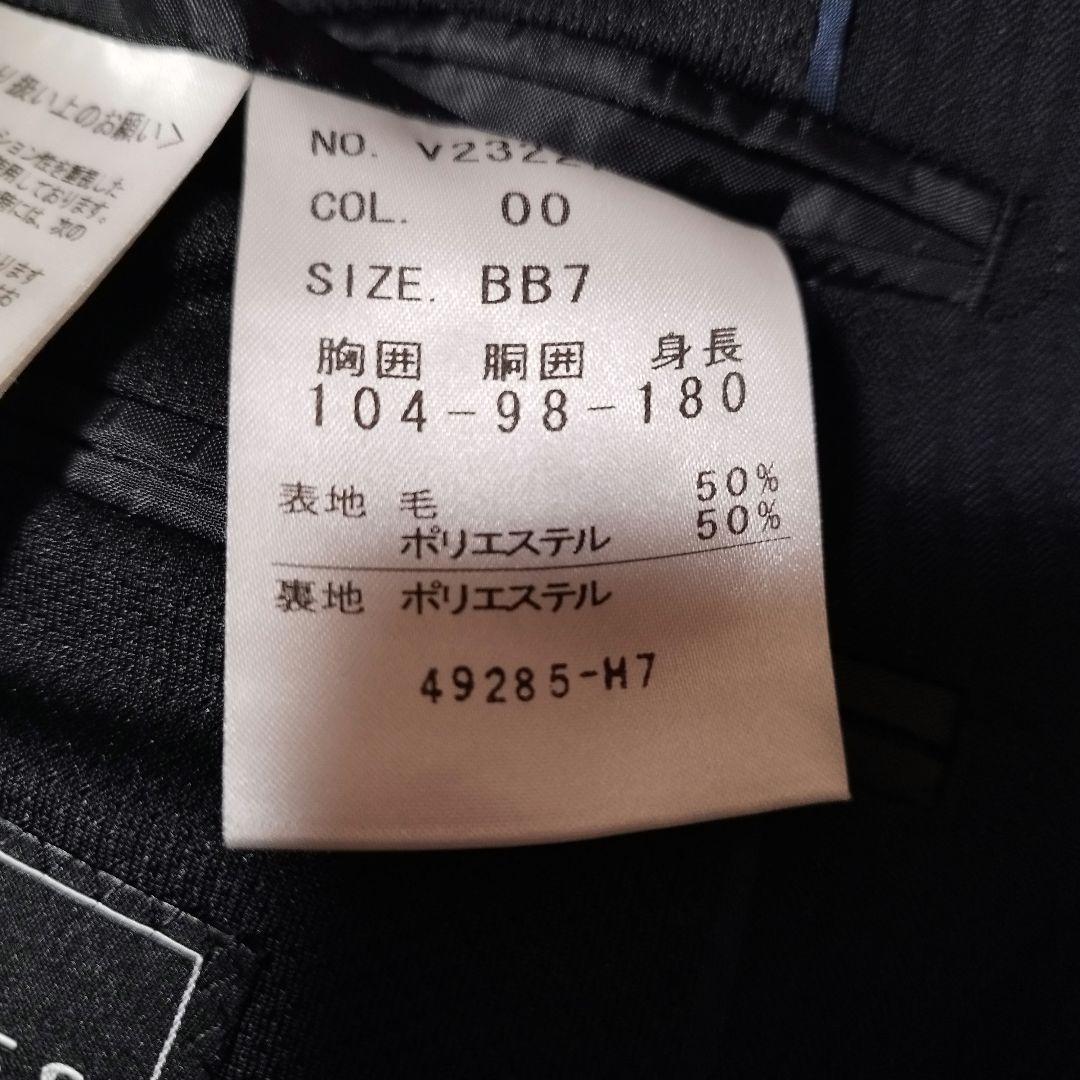 扱い上のお願い〉
NO. V2322
COL. 00
SIZE. BB7
胸囲 胴囲 身長
104-98-180
表地 毛 50%
ポリエステル 50%
裏地 ポリエステル
49285-H7